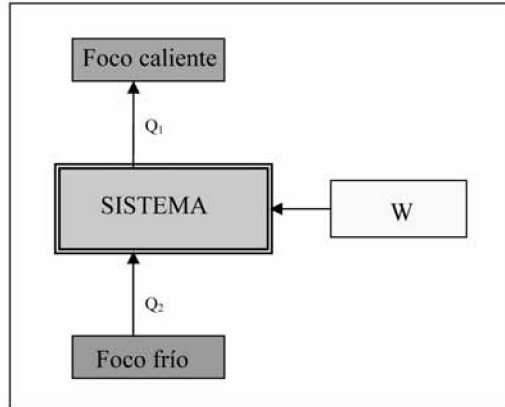 Foco caliente
Q₁
SISTEMA
W
Q₂
Foco frío